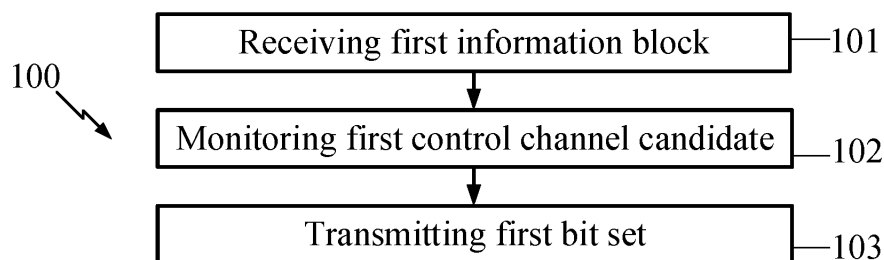 Receiving first information block
101
100
Monitoring first control channel candidate
102
Transmitting first bit set
103